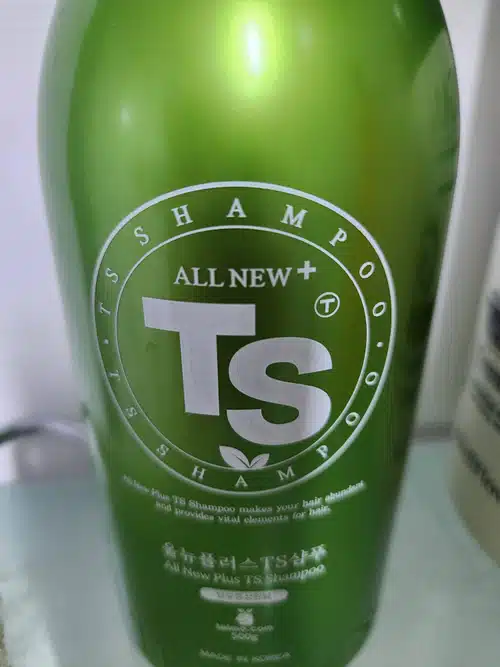 TS SHAMPOO · TS SHAMPOO ·
ALL NEW+
T
TS
All New Plus TS Shampoo makes your hair abundant
and provides vital elements for hair.
올뉴플러스TS샴푸
All New Plus TS Shampoo
500g
MADE IN KOREA